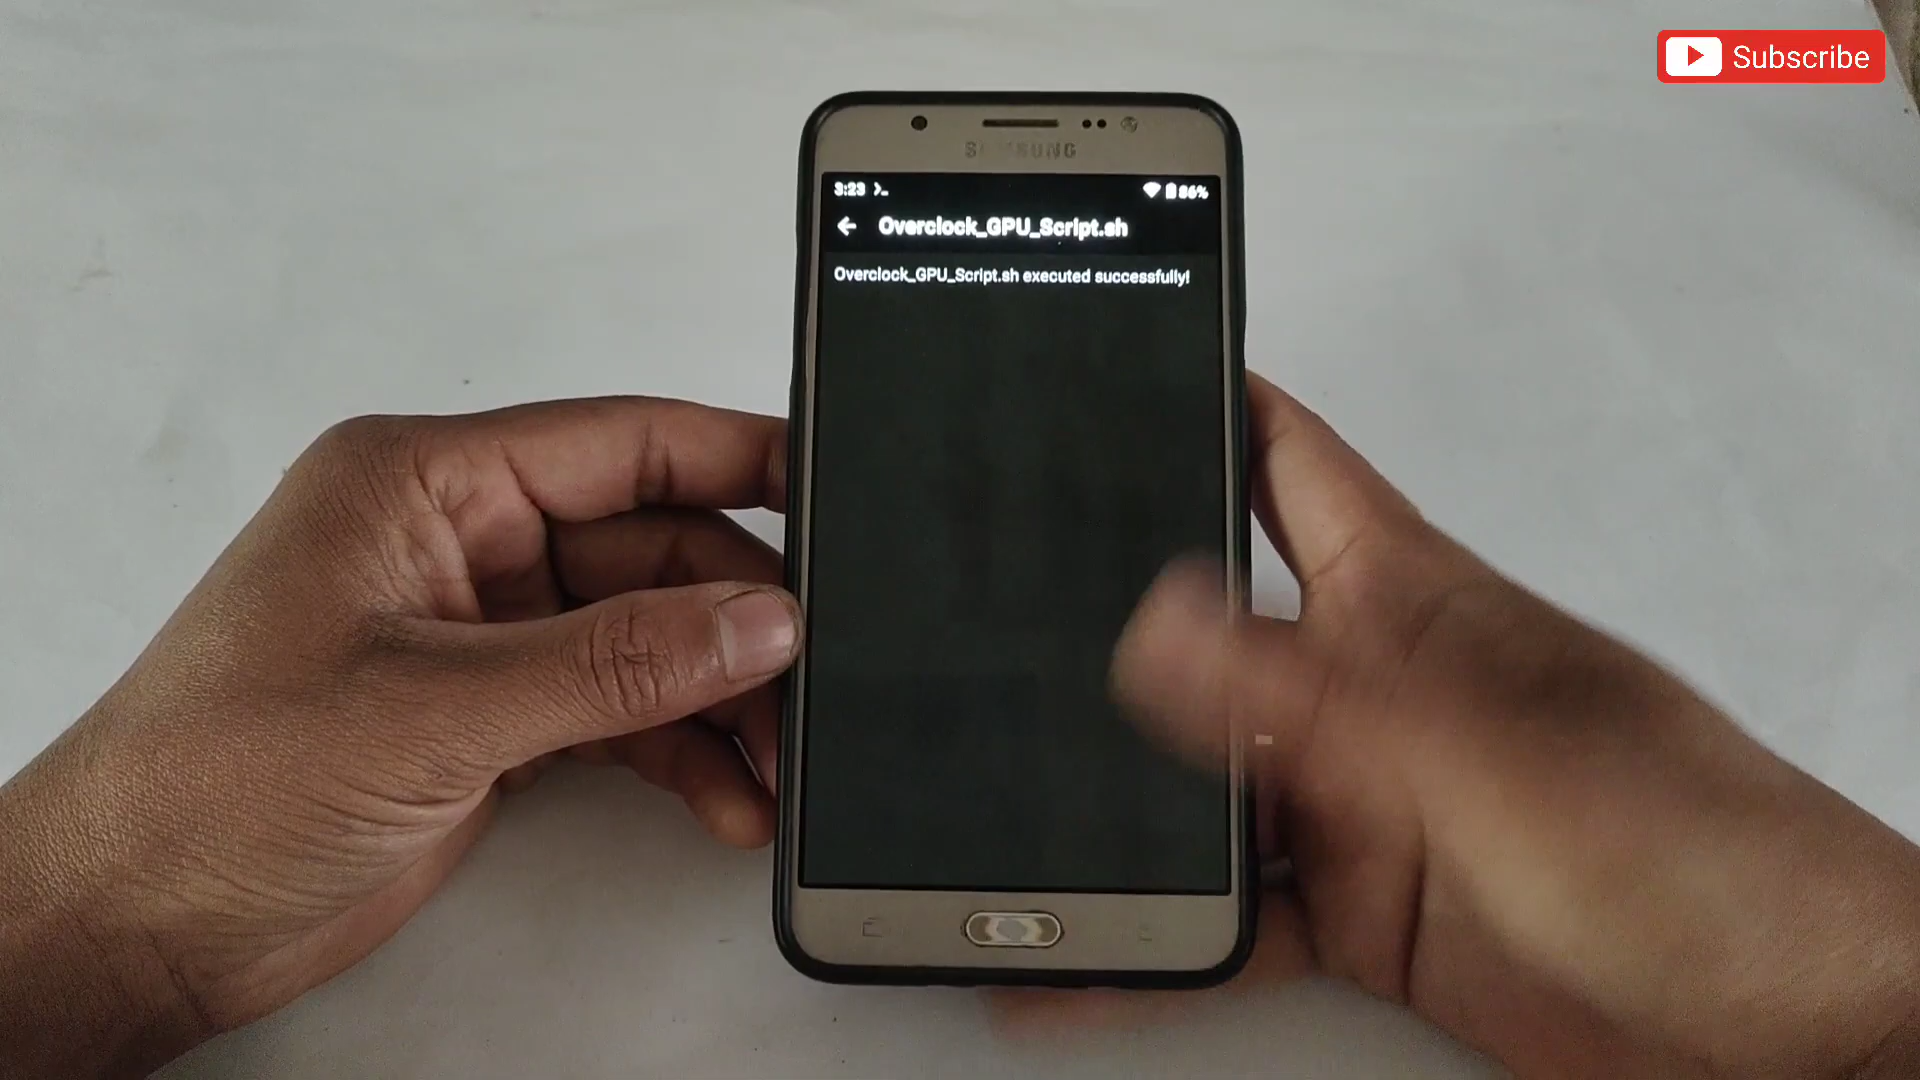 Subscribe
SAMSUNG
3:23 86%
Overclock_GPU_Script.sh
Overclock_GPU_Script.sh executed successfully!